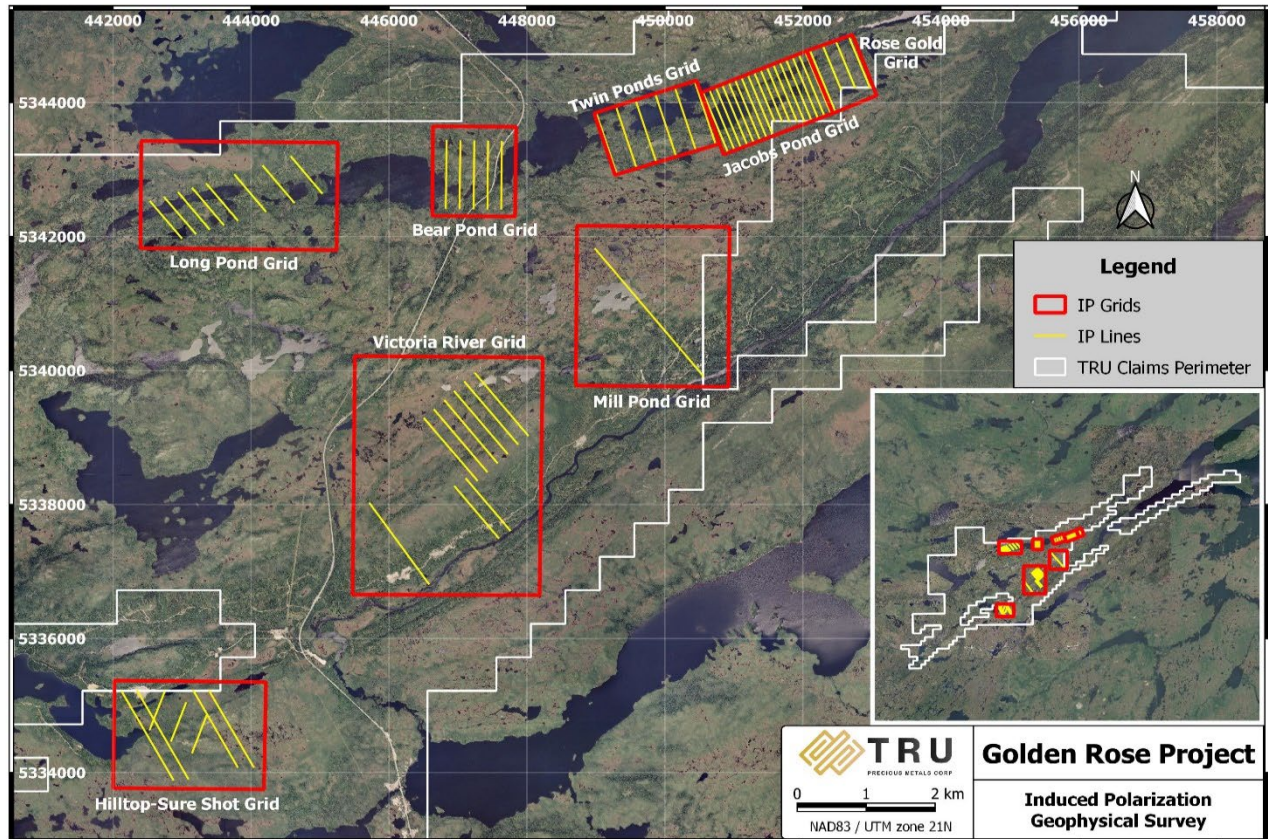 442000 444000 446000 448000 450000 452000 454000 456000 458000
5344000
5342000
5340000
5338000
5336000
5334000
Rose Gold
Grid
Twin Ponds Grid
Jacobs Pond Grid
Bear Pond Grid
Long Pond Grid
Victoria River Grid
Mill Pond Grid
Hilltop-Sure Shot Grid
N
Legend
IP Grids
IP Lines
TRU Claims Perimeter
TRU
PRECIOUS METALS CORP
0 1 2 km
NAD83 / UTM zone 21N
Golden Rose Project
Induced Polarization
Geophysical Survey